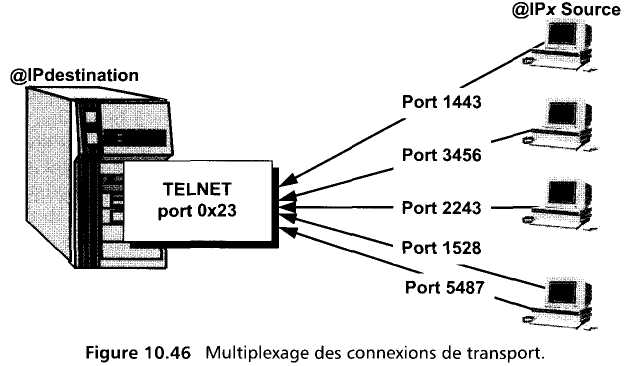 @IPx Source
@IPdestination
Port 1443
Port 3456
TELNET
port 0x23
Port 2243
Port 1528
Port 5487
Figure 10.46 Multiplexage des connexions de transport.